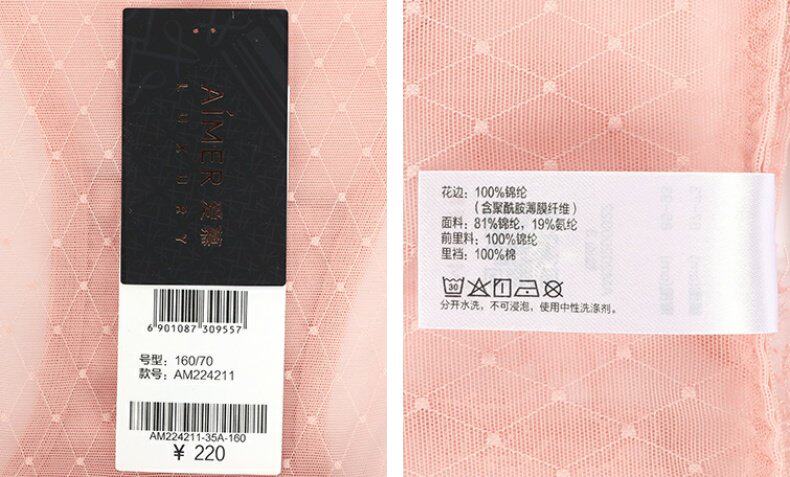 AIMER 爱慕
LUXURY
6 901087 309557
号型：160/70
款号：AM224211
AM224211-35A-160
¥ 220
花边：100%锦纶
（含聚酰胺薄膜纤维）
面料：81%锦纶，19%氨纶
前里料：100%锦纶
里裆：100%棉
30
分开水洗，不可浸泡，使用中性洗涤剂。